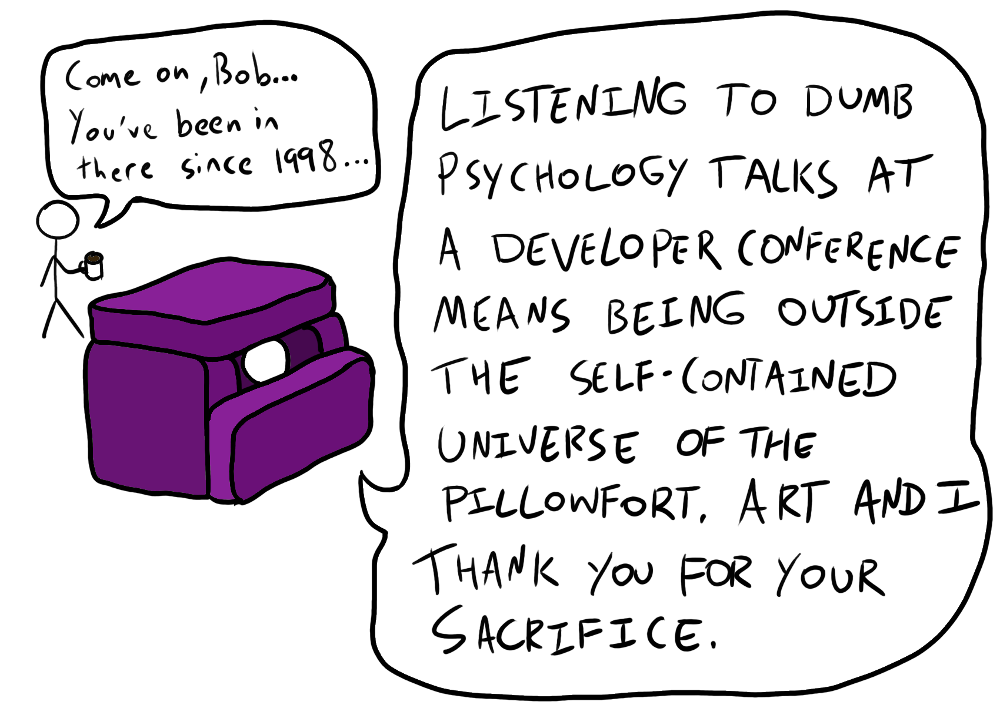 Come on, Bob...
You've been in
there since 1998...
LISTENING TO DUMB
PSYCHOLOGY TALKS AT
A DEVELOPER CONFERENCE
MEANS BEING OUTSIDE
THE SELF-CONTAINED
UNIVERSE OF THE
PILLOWFORT. ART AND I
THANK YOU FOR YOUR
SACRIFICE.